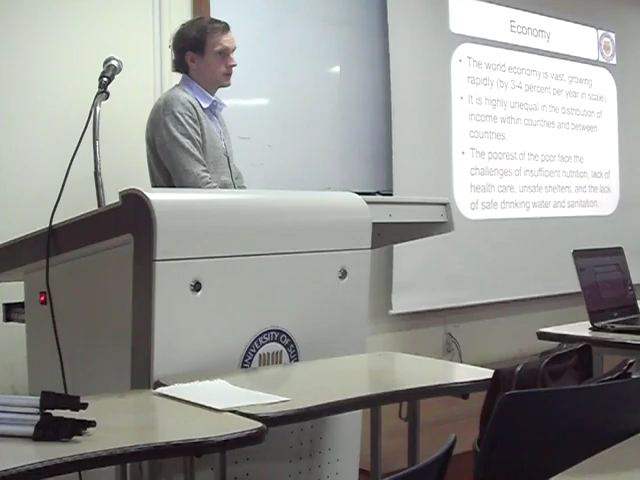 Economy
• The world economy is vast, growing
rapidly (by 3-4 percent per year in scale).
• It is highly unequal in the distribution of
income within countries and between
countries.
• The poorest of the poor face the
challenges of insufficient nutrition, lack of
health care, unsafe shelters, and the lack
of safe drinking water and sanitation.
UNIVERSITY OF